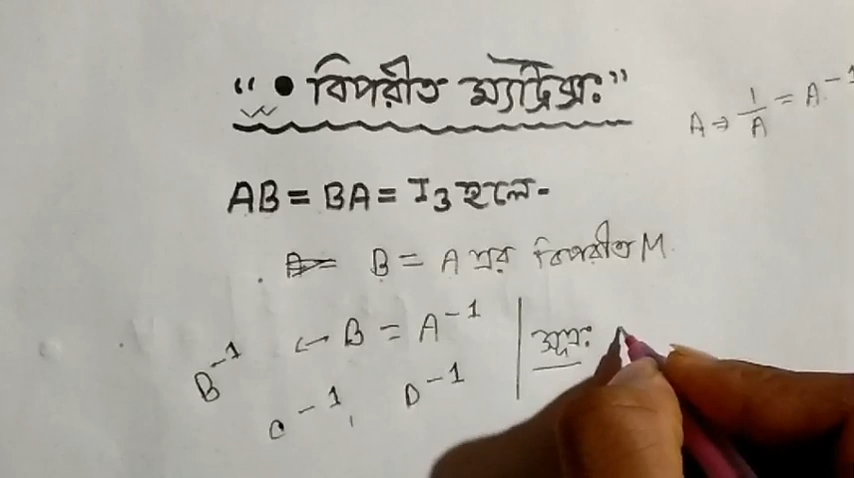 "● বিপরীত ম্যাট্রিক্সঃ"
A ⇒ 1/A = A⁻¹
AB = BA = I₃ হলে-
B = A এর বিপরীত M.
← B = A⁻¹
সূত্রঃ
B⁻¹
C⁻¹, D⁻¹